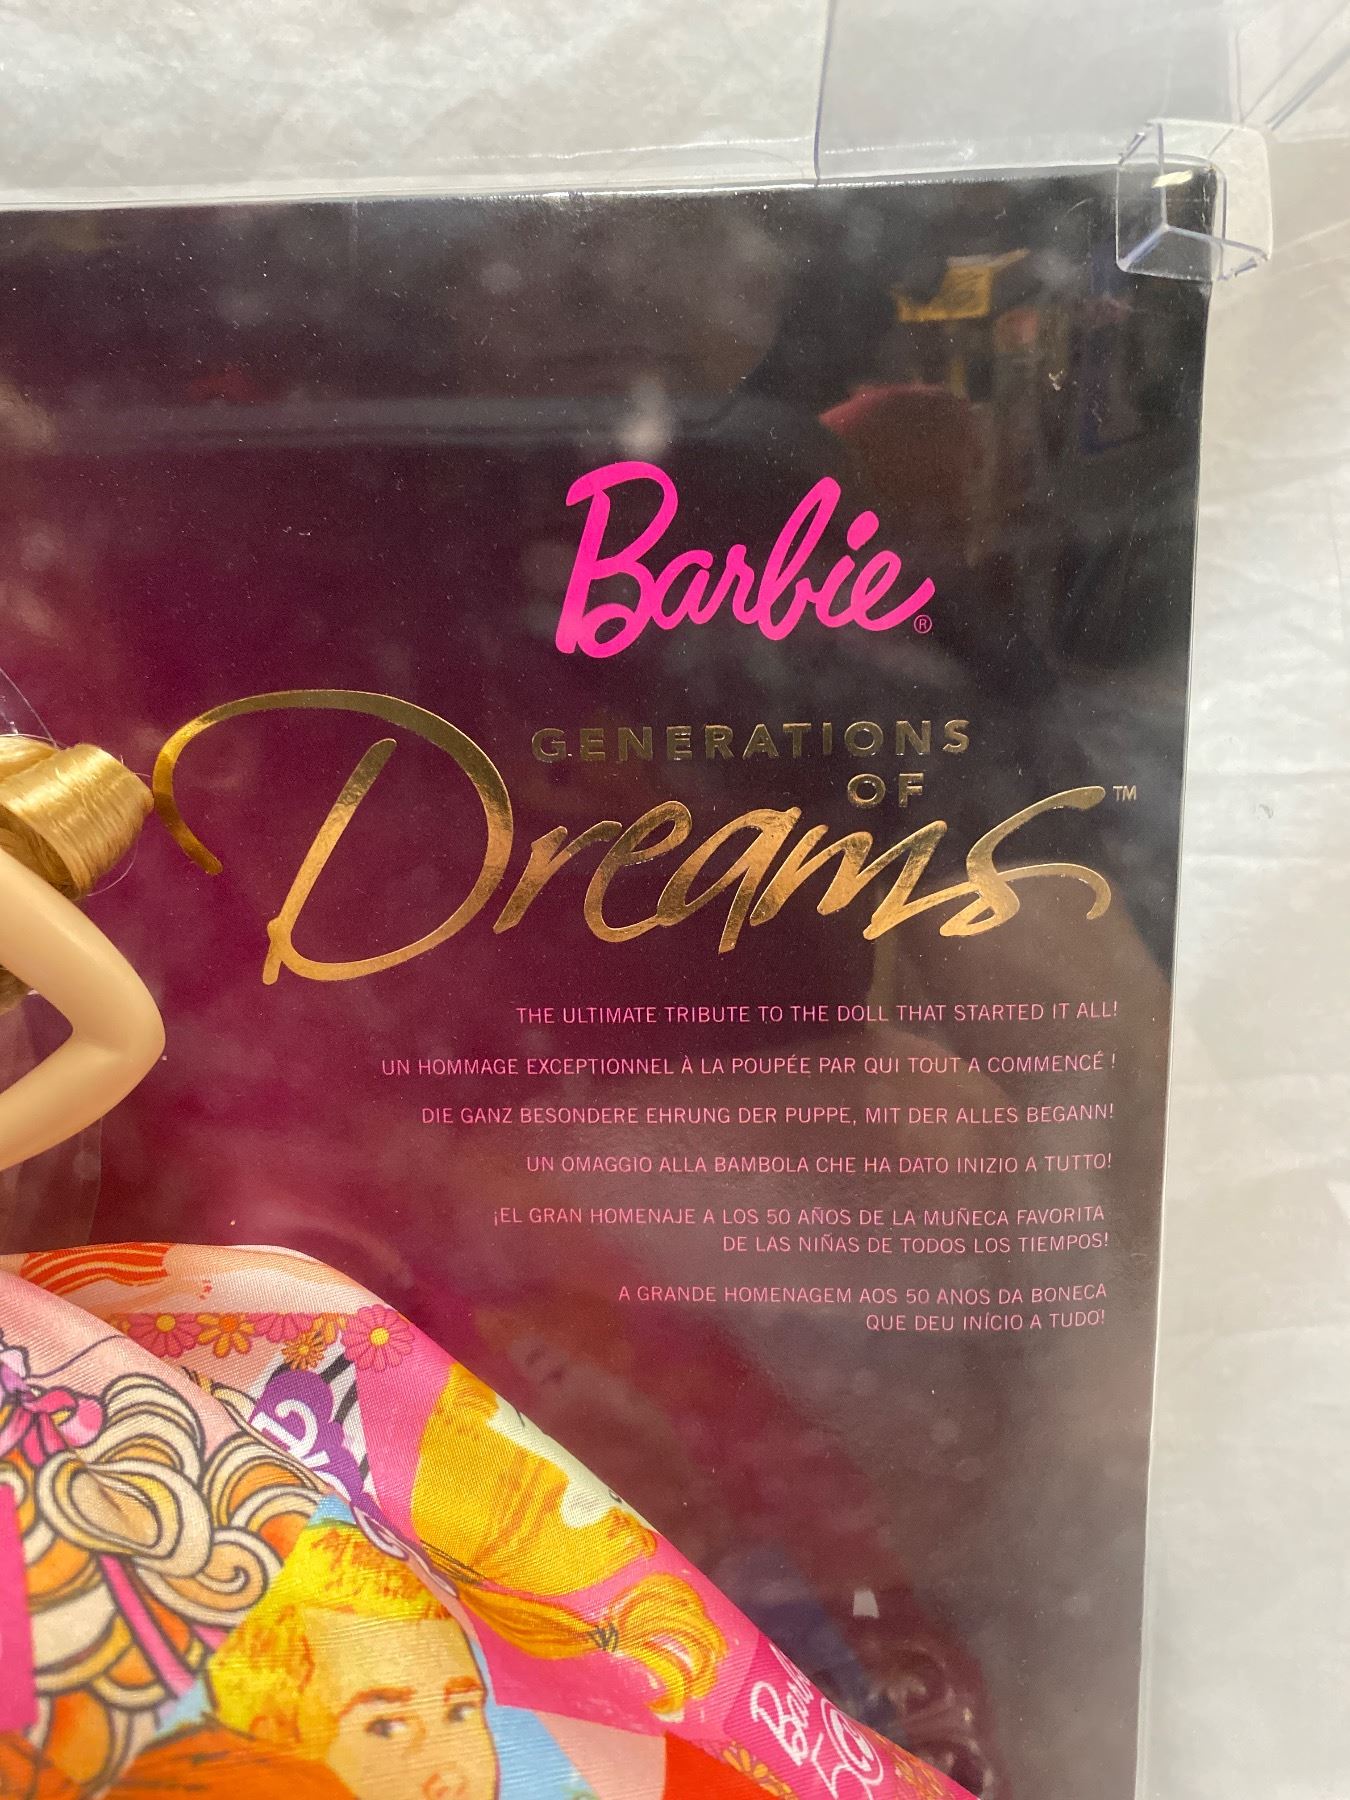 Barbie®
GENERATIONS
OF
Dreams™
THE ULTIMATE TRIBUTE TO THE DOLL THAT STARTED IT ALL!
UN HOMMAGE EXCEPTIONNEL À LA POUPÉE PAR QUI TOUT A COMMENCÉ !
DIE GANZ BESONDERE EHRUNG DER PUPPE, MIT DER ALLES BEGANN!
UN OMAGGIO ALLA BAMBOLA CHE HA DATO INIZIO A TUTTO!
¡EL GRAN HOMENAJE A LOS 50 AÑOS DE LA MUÑECA FAVORITA
DE LAS NIÑAS DE TODOS LOS TIEMPOS!
A GRANDE HOMENAGEM AOS 50 ANOS DA BONECA
QUE DEU INÍCIO A TUDO!
50